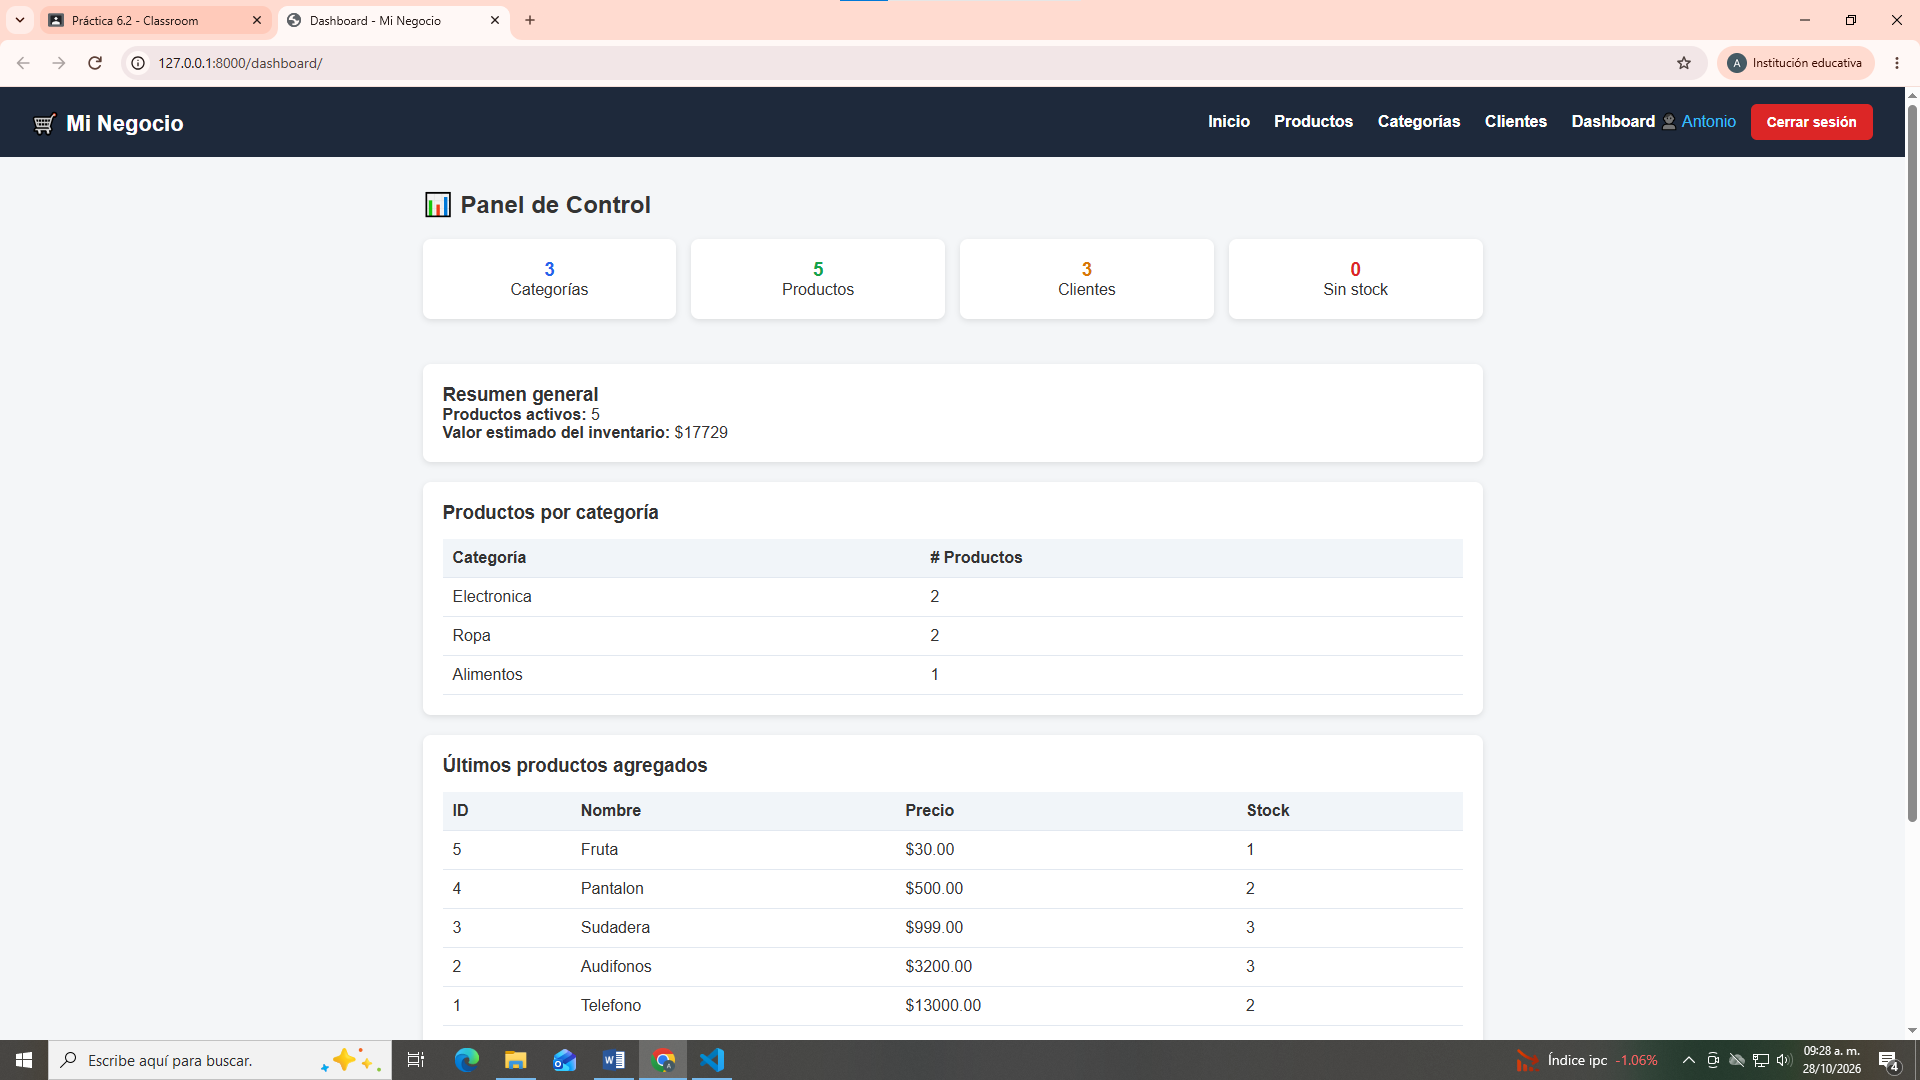 Práctica 6.2 - Classroom
Dashboard - Mi Negocio
127.0.0.1:8000/dashboard/
A Institución educativa
Mi Negocio
Inicio Productos Categorías Clientes Dashboard Antonio Cerrar sesión
Panel de Control
3
Categorías
5
Productos
3
Clientes
0
Sin stock
Resumen general
Productos activos: 5
Valor estimado del inventario: $17729
Productos por categoría
Categoría # Productos
Electronica 2
Ropa 2
Alimentos 1
Últimos productos agregados
ID Nombre Precio Stock
5 Fruta $30.00 1
4 Pantalon $500.00 2
3 Sudadera $999.00 3
2 Audifonos $3200.00 3
1 Telefono $13000.00 2
Escribe aquí para buscar.
Índice ipc -1.06%
09:28 a. m.
28/10/2026
4